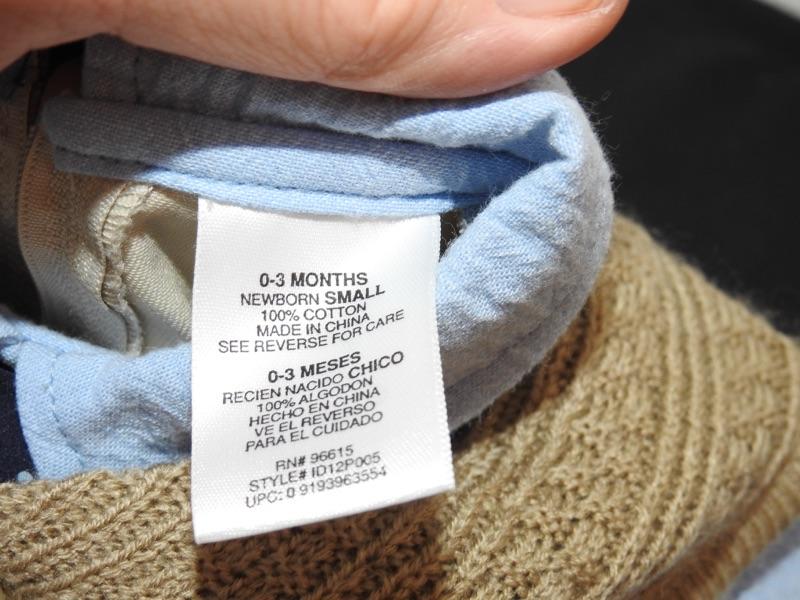 0-3 MONTHS
NEWBORN SMALL
100% COTTON
MADE IN CHINA
SEE REVERSE FOR CARE
0-3 MESES
RECIEN NACIDO CHICO
100% ALGODON
HECHO EN CHINA
VE EL REVERSO
PARA EL CUIDADO
RN# 96615
STYLE# ID12P005
UPC: 0 9193963554